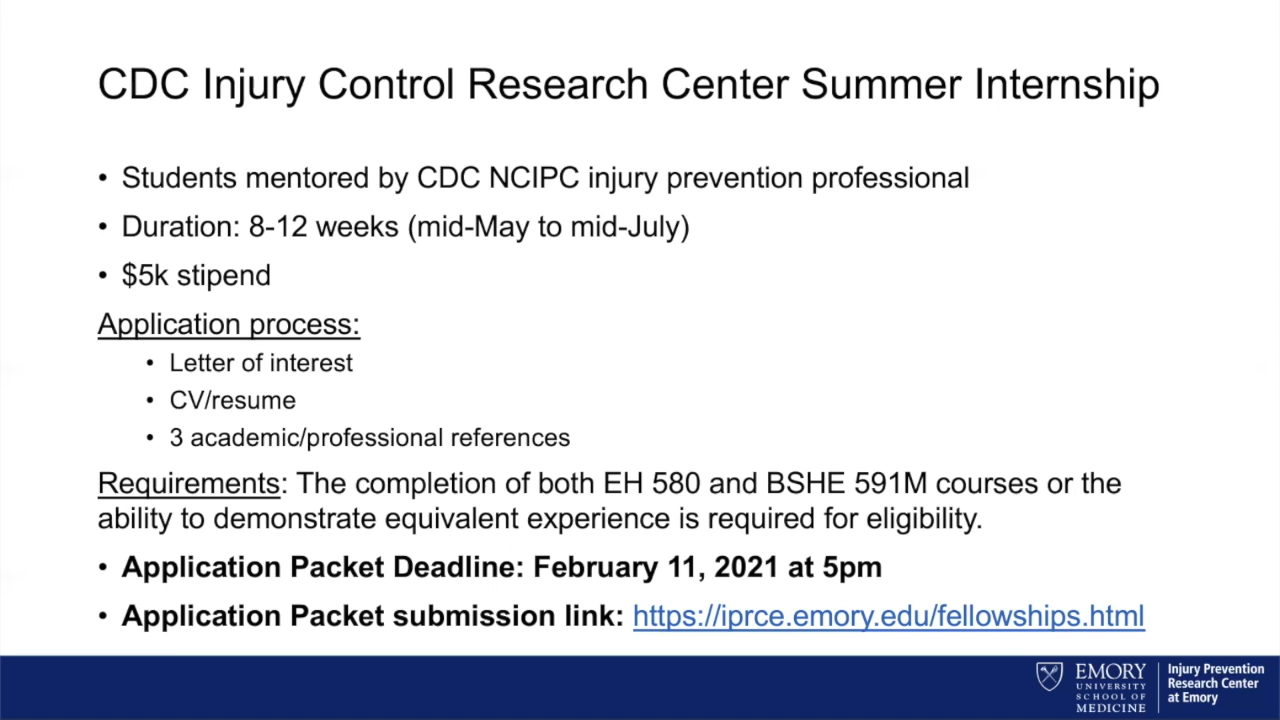 CDC Injury Control Research Center Summer Internship
• Students mentored by CDC NCIPC injury prevention professional
• Duration: 8-12 weeks (mid-May to mid-July)
• $5k stipend
Application process:
• Letter of interest
• CV/resume
• 3 academic/professional references
Requirements: The completion of both EH 580 and BSHE 591M courses or the
ability to demonstrate equivalent experience is required for eligibility.
• Application Packet Deadline: February 11, 2021 at 5pm
• Application Packet submission link: https://iprce.emory.edu/fellowships.html
EMORY
UNIVERSITY
SCHOOL OF
MEDICINE
Injury Prevention
Research Center
at Emory